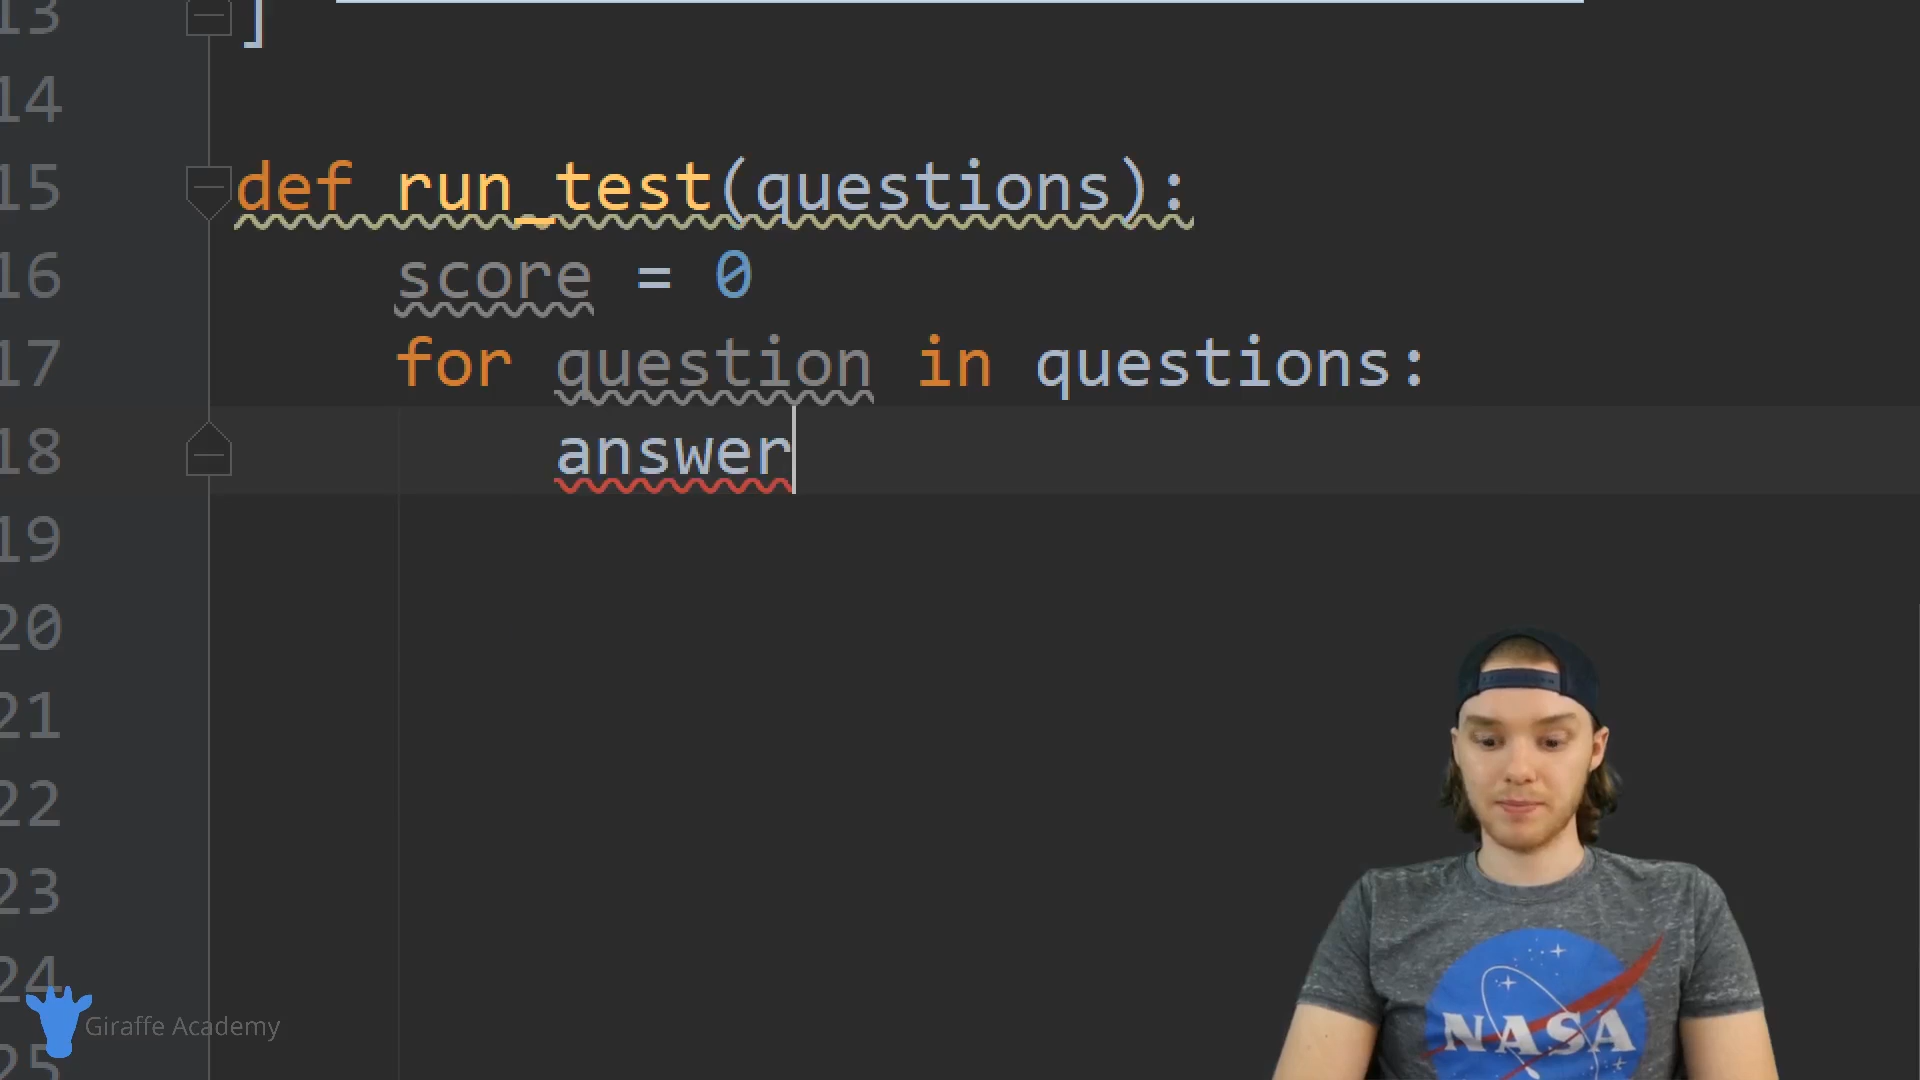 13 ]
14
15 def run_test(questions):
16 score = 0
17 for question in questions:
18 answer
19
20
21
22
23
24
Giraffe Academy
25
NASA